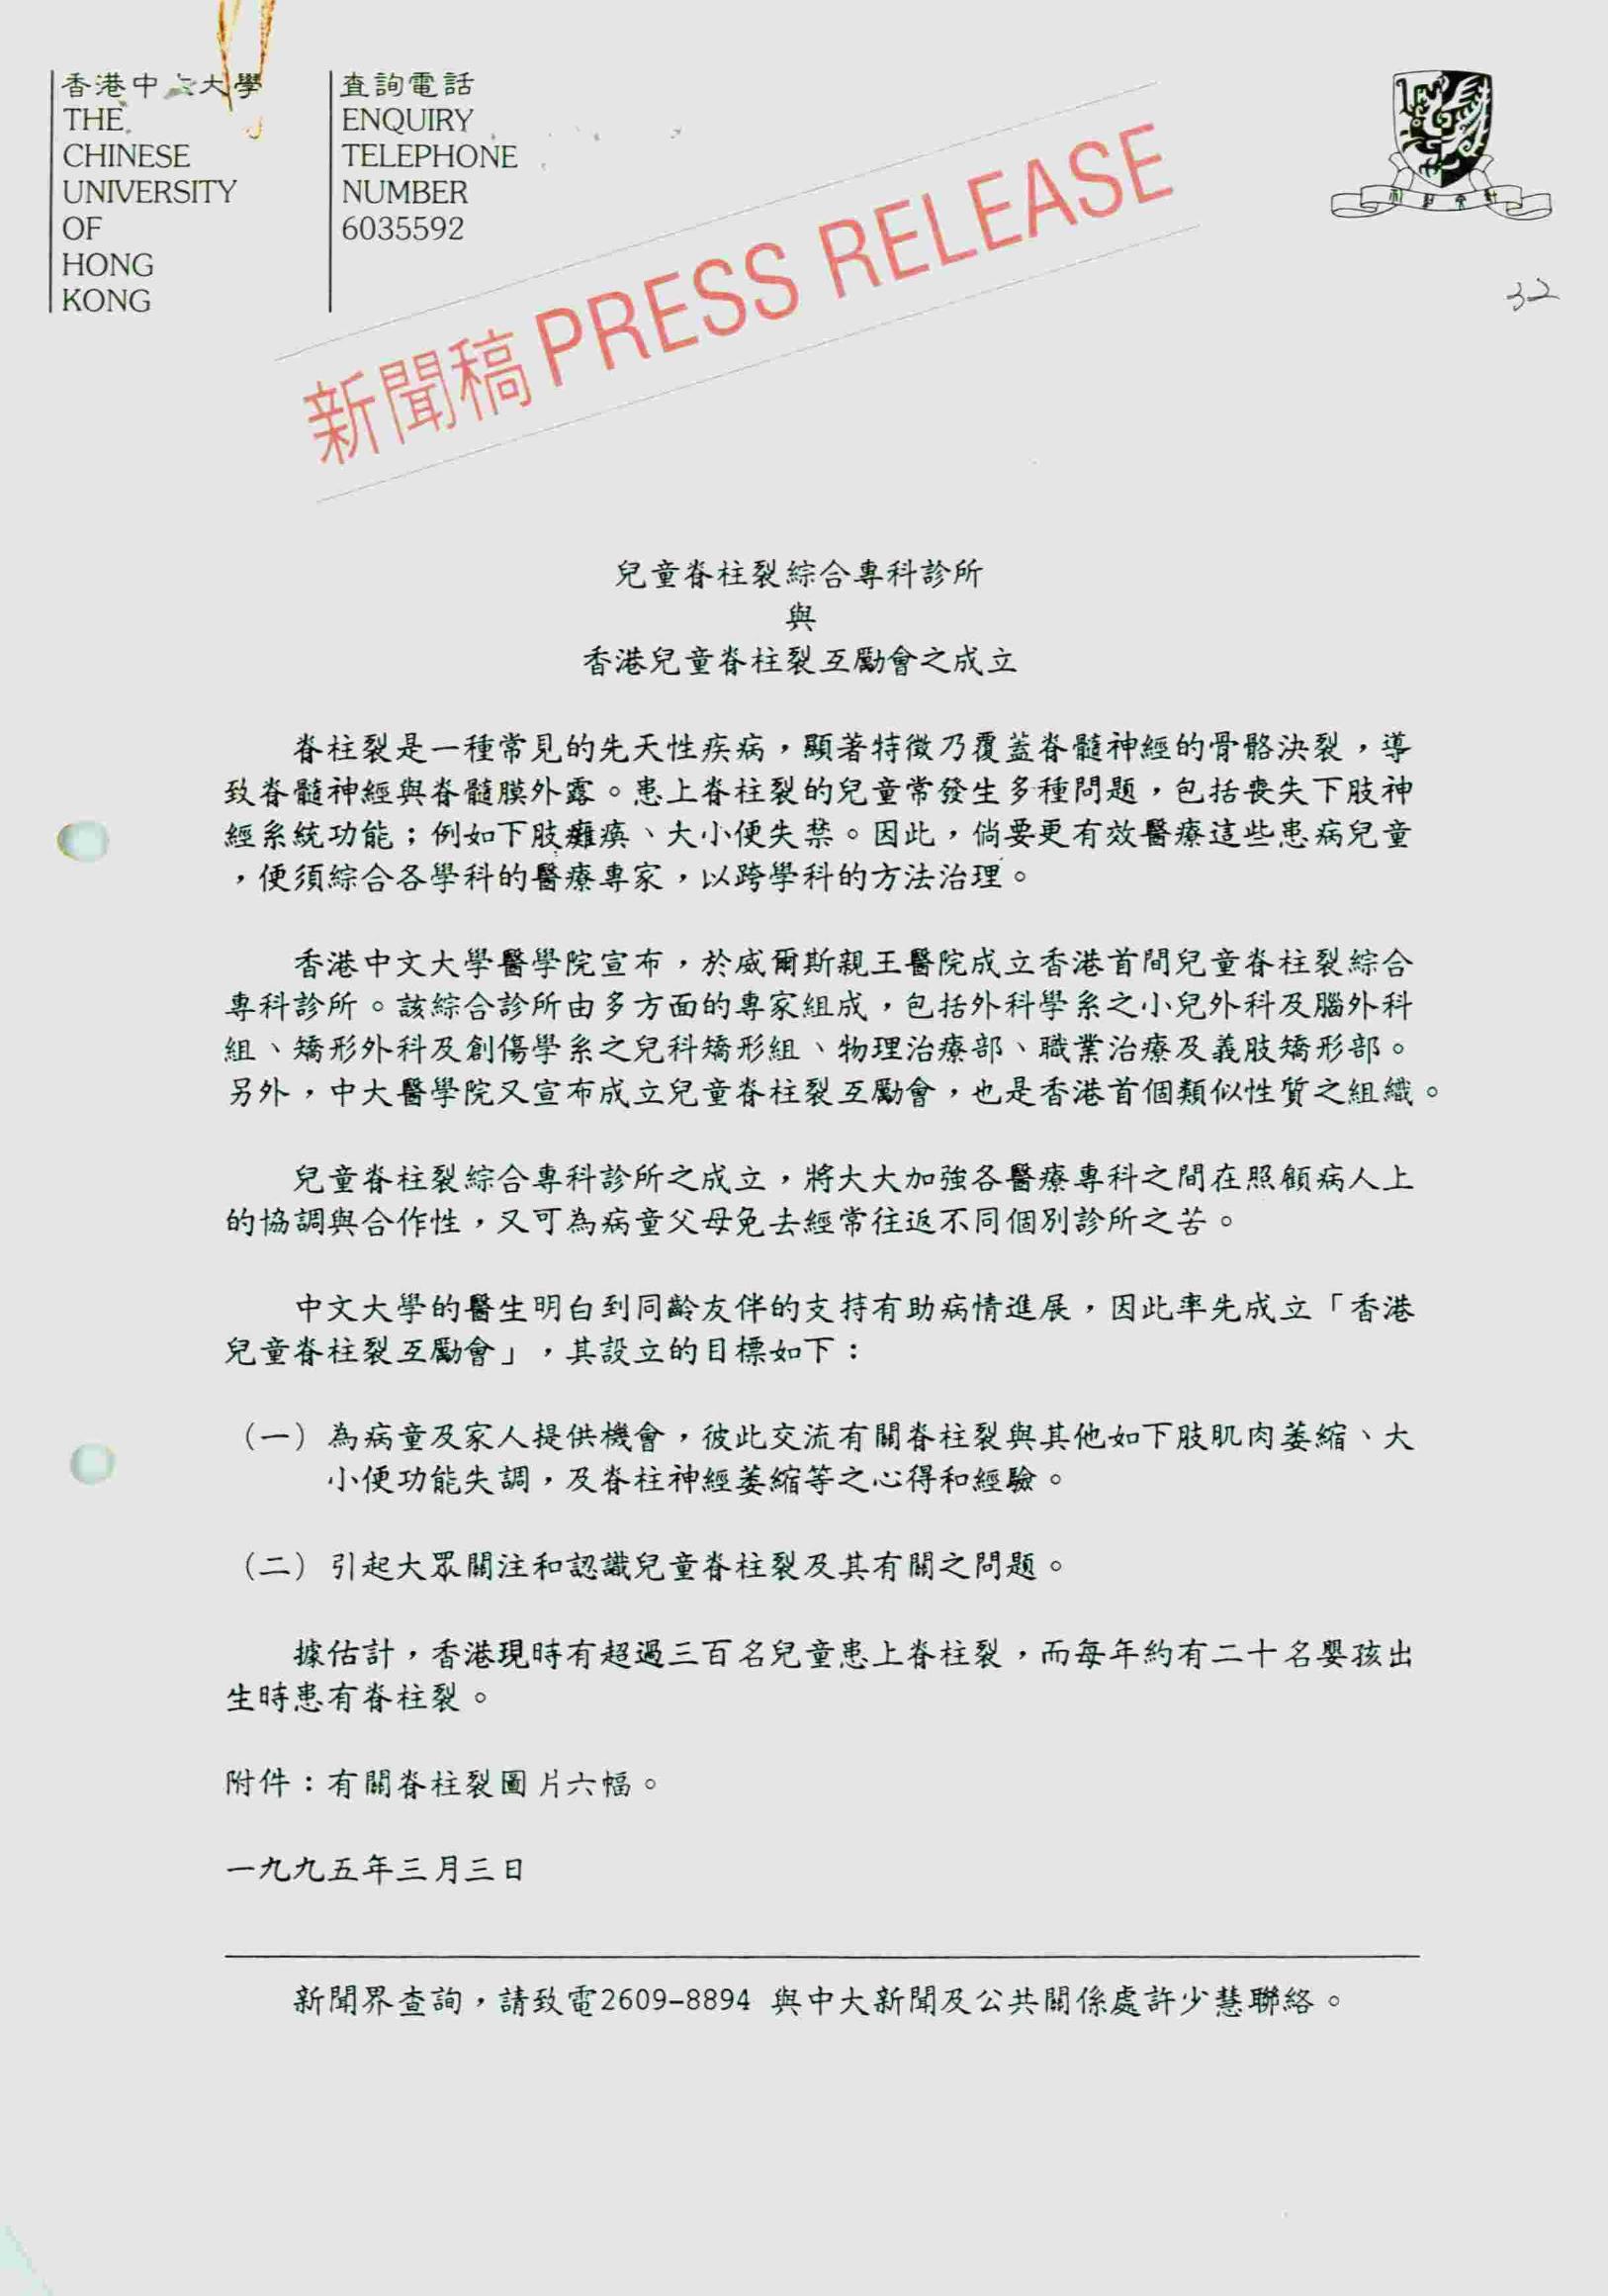 香港中文大學
THE
CHINESE
UNIVERSITY
OF
HONG
KONG
查詢電話
ENQUIRY
TELEPHONE
NUMBER
6035592
32
新聞稿 PRESS RELEASE
兒童脊柱裂綜合專科診所
與
香港兒童脊柱裂互勵會之成立
脊柱裂是一種常見的先天性疾病，顯著特徵乃覆蓋脊髓神經的骨骼決裂，導
致脊髓神經與脊髓膜外露。患上脊柱裂的兒童常發生多種問題，包括喪失下肢神
經系統功能；例如下肢癱瘓、大小便失禁。因此，倘要更有效醫療這些患病兒童
，便須綜合各學科的醫療專家，以跨學科的方法治理。
香港中文大學醫學院宣布，於威爾斯親王醫院成立香港首間兒童脊柱裂綜合
專科診所。該綜合診所由多方面的專家組成，包括外科學系之小兒外科及腦外科
組、矯形外科及創傷學系之兒科矯形組、物理治療部、職業治療及義肢矯形部。
另外，中大醫學院又宣布成立兒童脊柱裂互勵會，也是香港首個類似性質之組織。
兒童脊柱裂綜合專科診所之成立，將大大加強各醫療專科之間在照顧病人上
的協調與合作性，又可為病童父母免去經常往返不同個別診所之苦。
中文大學的醫生明白到同齡友伴的支持有助病情進展，因此率先成立「香港
兒童脊柱裂互勵會」，其設立的目標如下：
（一）為病童及家人提供機會，彼此交流有關脊柱裂與其他如下肢肌肉萎縮、大
小便功能失調，及脊柱神經萎縮等之心得和經驗。
（二）引起大眾關注和認識兒童脊柱裂及其有關之問題。
據估計，香港現時有超過三百名兒童患上脊柱裂，而每年約有二十名嬰孩出
生時患有脊柱裂。
附件：有關脊柱裂圖片六幅。
一九九五年三月三日
新聞界查詢，請致電2609-8894 與中大新聞及公共關係處許少慧聯絡。